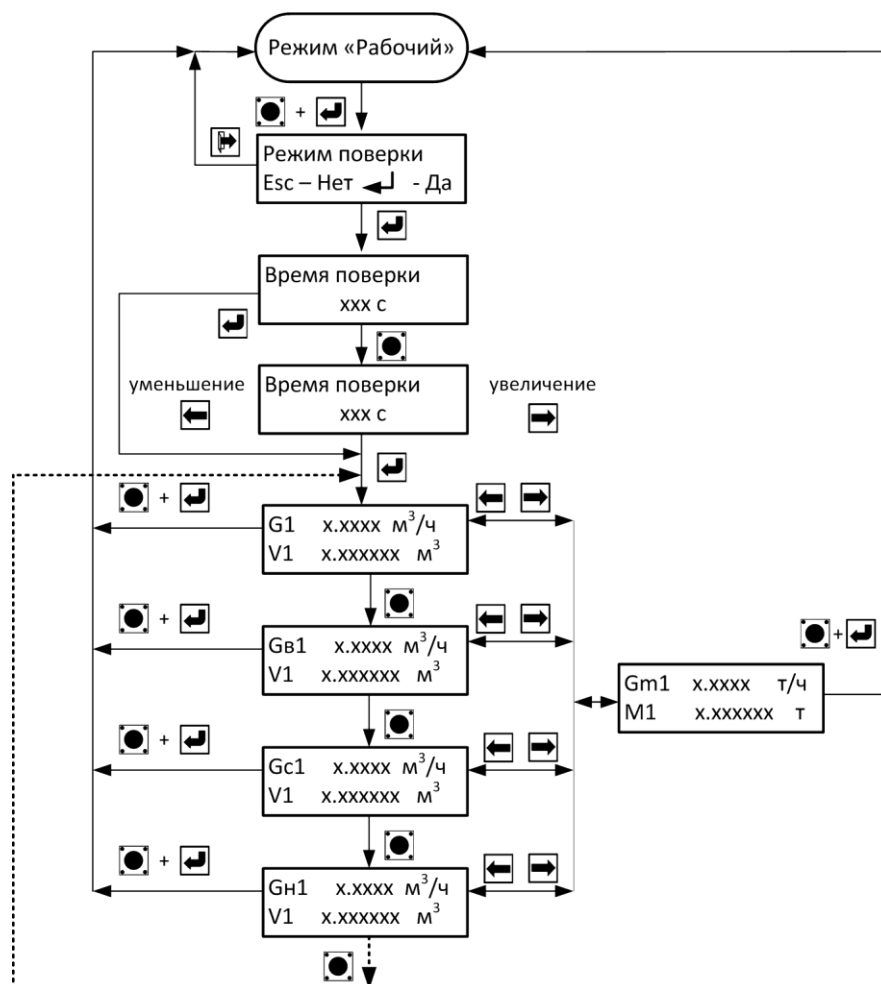 Режим «Рабочий»
+
Режим поверки
Esc – Нет - Да
Время поверки
xxx с
уменьшение
Время поверки
xxx с
увеличение
+
G1 x.xxxx м³/ч
V1 x.xxxxxx м³
+
Gв1 x.xxxx м³/ч
V1 x.xxxxxx м³
+
Gm1 x.xxxx т/ч
M1 x.xxxxxx т
+
Gс1 x.xxxx м³/ч
V1 x.xxxxxx м³
+
Gн1 x.xxxx м³/ч
V1 x.xxxxxx м³